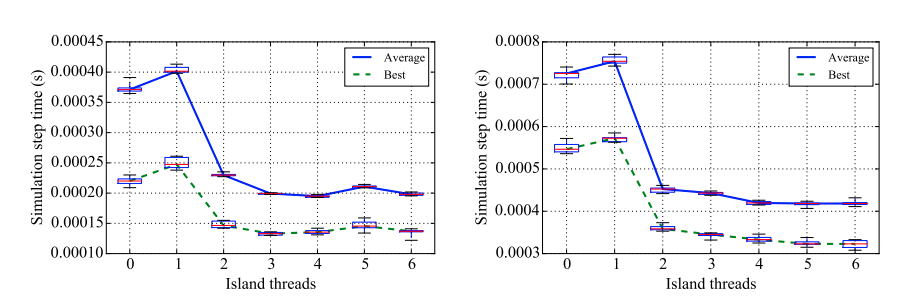 0.00045
0.00040
0.00035
0.00030
0.00025
0.00020
0.00015
0.00010
Simulation step time (s)
Average
Best
0 1 2 3 4 5 6
Island threads
0.0008
0.0007
0.0006
0.0005
0.0004
0.0003
Simulation step time (s)
Average
Best
0 1 2 3 4 5 6
Island threads